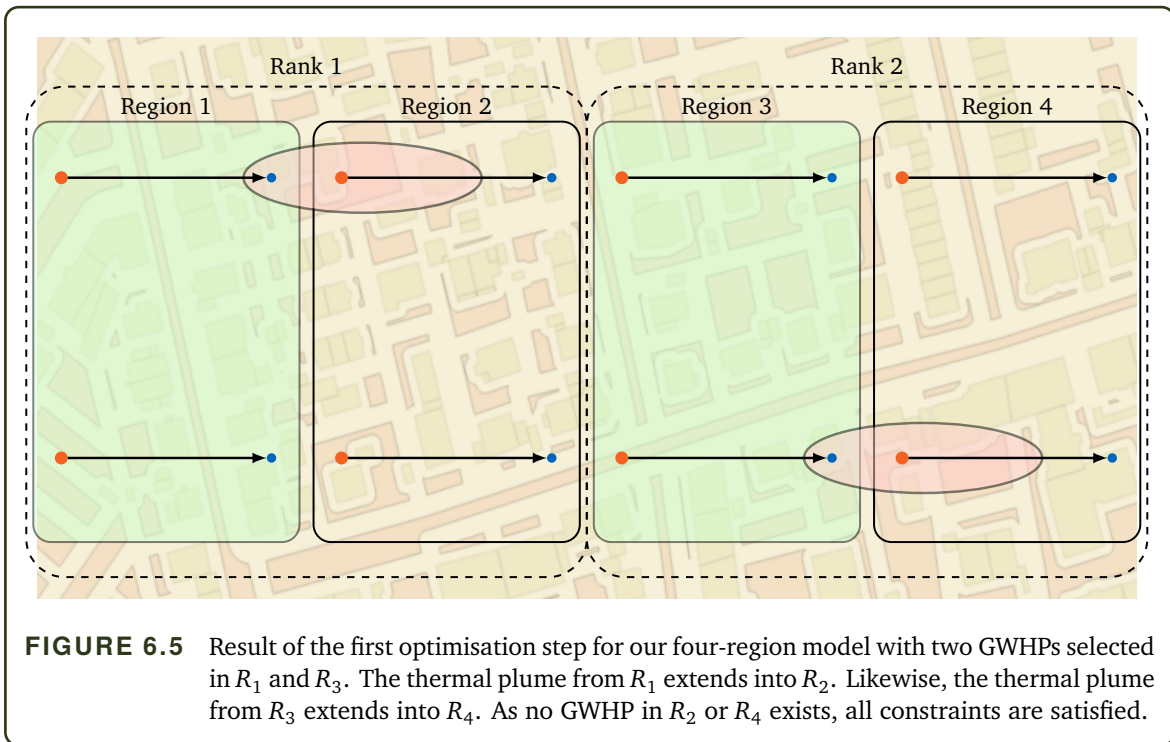 Rank 1
Rank 2
Region 1
Region 2
Region 3
Region 4
FIGURE 6.5 Result of the first optimisation step for our four-region model with two GWHPs selected
in R₁ and R₃. The thermal plume from R₁ extends into R₂. Likewise, the thermal plume
from R₃ extends into R₄. As no GWHP in R₂ or R₄ exists, all constraints are satisfied.